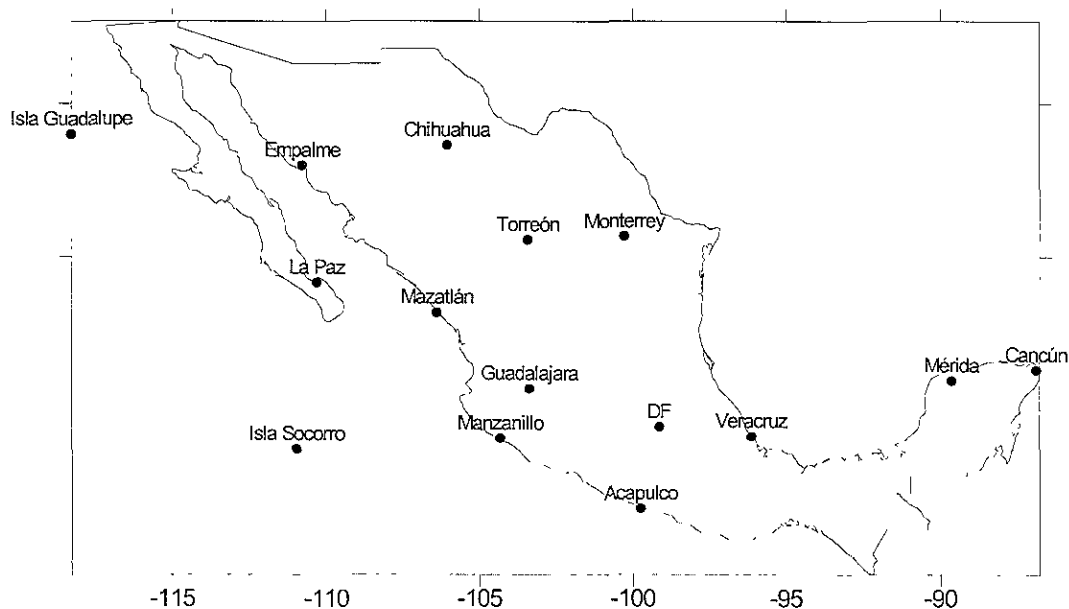 Isla Guadalupe
Chihuahua
Empalme
Torreón
Monterrey
La Paz
Mazatlán
Cancún
Mérida
Guadalajara
DF
Manzanillo
Veracruz
Isla Socorro
Acapulco
-115
-110
-105
-100
-95
-90